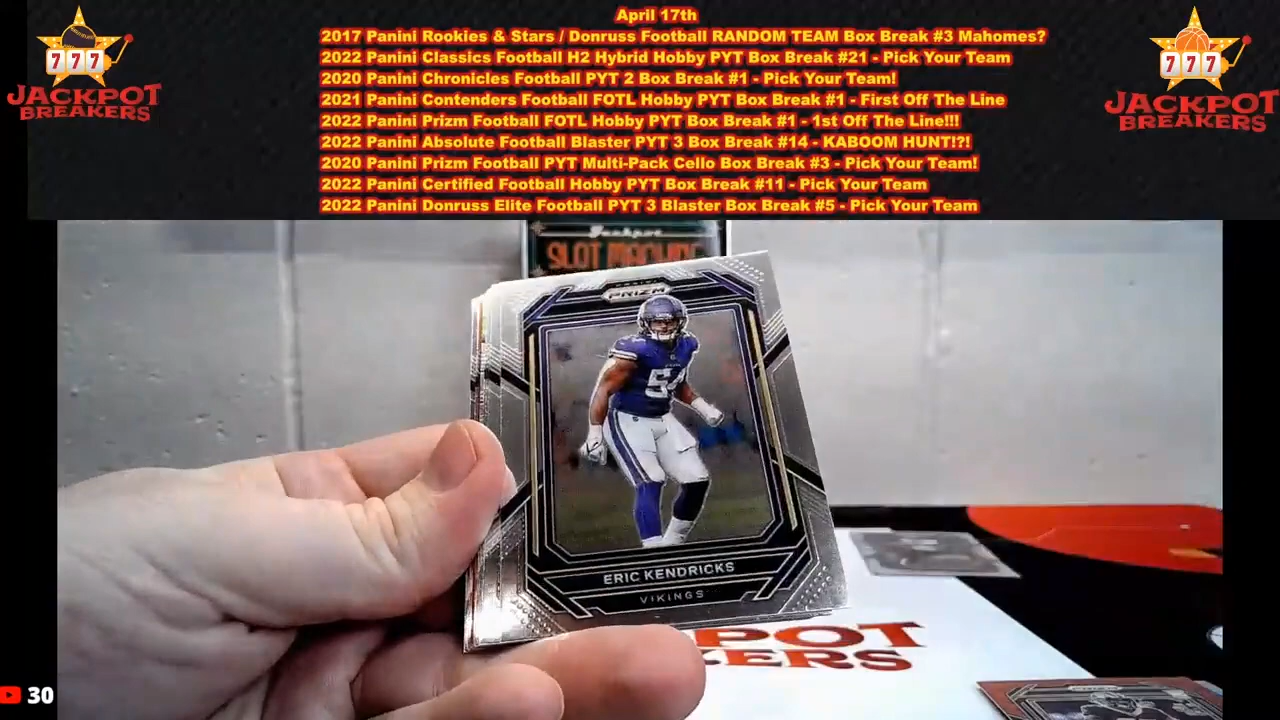 April 17th
2017 Panini Rookies & Stars / Donruss Football RANDOM TEAM Box Break #3 Mahomes?
2022 Panini Classics Football H2 Hybrid Hobby PYT Box Break #21 - Pick Your Team
2020 Panini Chronicles Football PYT 2 Box Break #1 - Pick Your Team!
2021 Panini Contenders Football FOTL Hobby PYT Box Break #1 - First Off The Line
2022 Panini Prizm Football FOTL Hobby PYT Box Break #1 - 1st Off The Line!!!
2022 Panini Absolute Football Blaster PYT 3 Box Break #14 - KABOOM HUNT!?!
2020 Panini Prizm Football PYT Multi-Pack Cello Box Break #3 - Pick Your Team!
2022 Panini Certified Football Hobby PYT Box Break #11 - Pick Your Team
2022 Panini Donruss Elite Football PYT 3 Blaster Box Break #5 - Pick Your Team
777
JACKPOT
BREAKERS
777
JACKPOT
BREAKERS
Jackpot
SLOT MACHINE
PRIZM
54
ERIC KENDRICKS
VIKINGS
POT
KERS
30